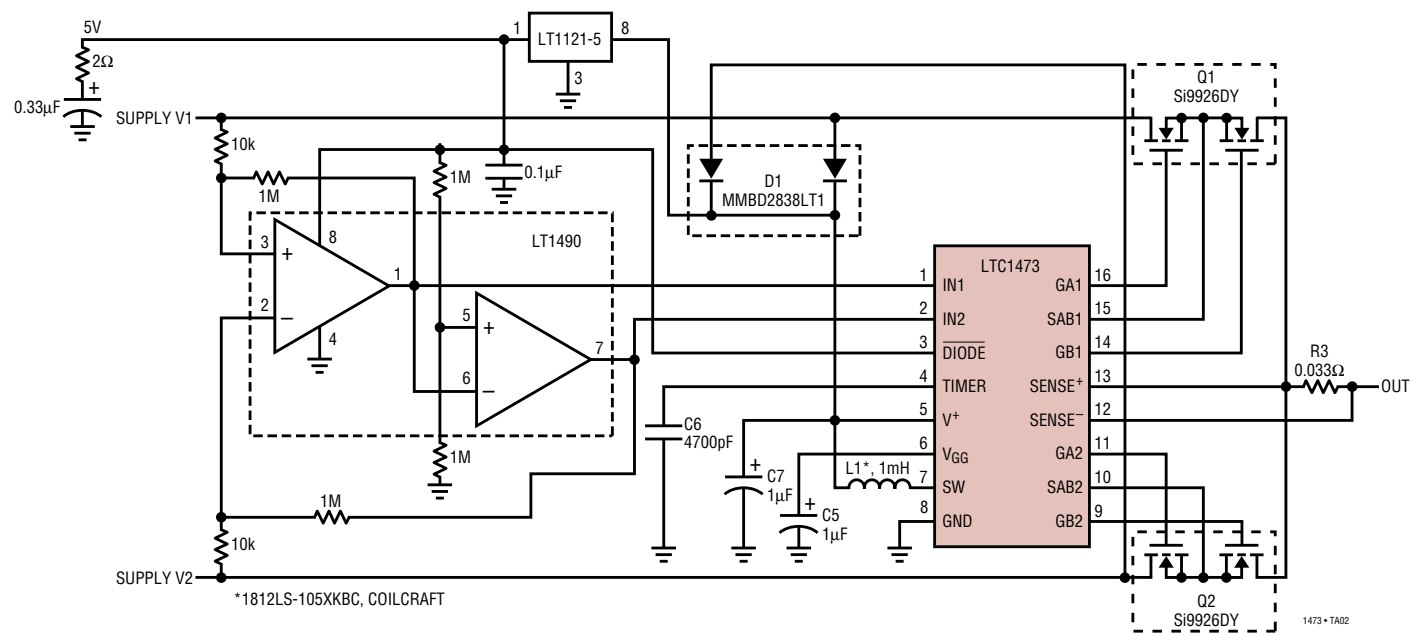 5V
1
LT1121-5
8
3
2Ω
+
0.33µF
SUPPLY V1
10k
1M
1M
0.1µF
D1
MMBD2838LT1
Q1
Si9926DY
LT1490
3
+
8
2
–
4
1
5
+
6
–
7
1M
1M
10k
SUPPLY V2
*1812LS-105XKBC, COILCRAFT
C6
4700pF
+
C7
1µF
+
C5
1µF
L1*, 1mH
LTC1473
1 IN1 GA1 16
2 IN2 SAB1 15
3 DIODE GB1 14
4 TIMER SENSE+ 13
5 V+ SENSE– 12
6 VGG GA2 11
7 SW SAB2 10
8 GND GB2 9
R3
0.033Ω
OUT
Q2
Si9926DY
1473 • TA02